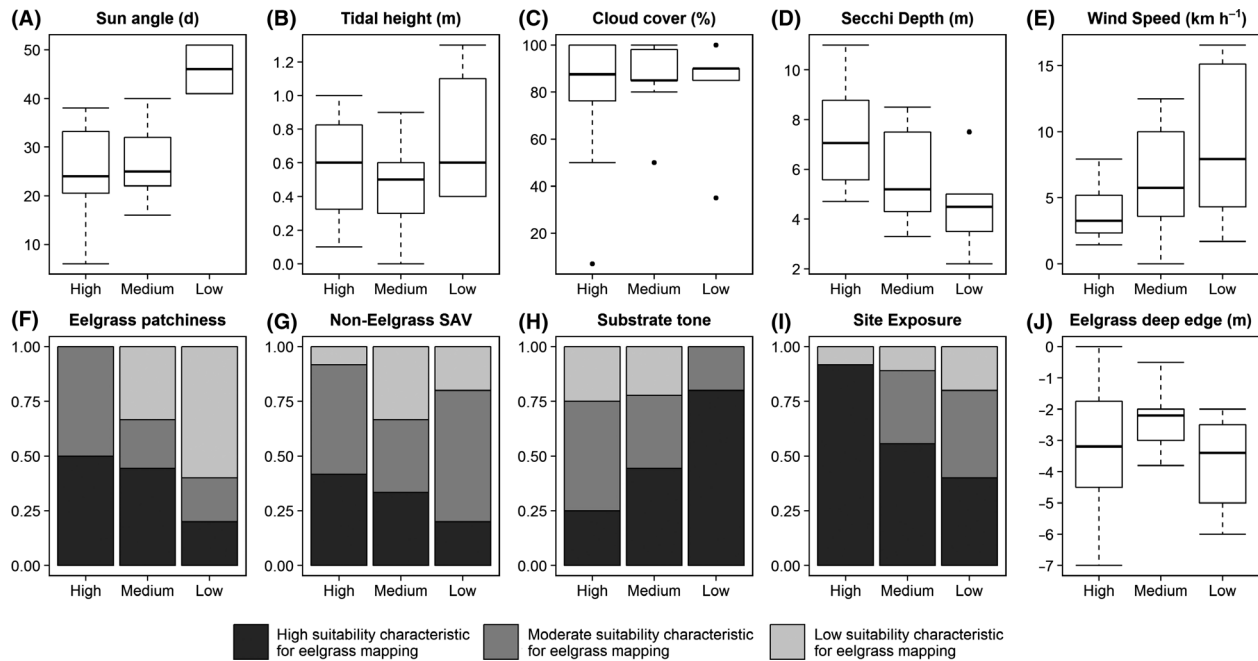 (A) Sun angle (d)
50
40
30
20
10
High Medium Low
(B) Tidal height (m)
1.2
1.0
0.8
0.6
0.4
0.2
0.0
High Medium Low
(C) Cloud cover (%)
100
80
60
40
20
High Medium Low
(D) Secchi Depth (m)
10
8
6
4
2
High Medium Low
(E) Wind Speed (km h⁻¹)
15
10
5
0
High Medium Low
(F) Eelgrass patchiness
1.00
0.75
0.50
0.25
0.00
High Medium Low
(G) Non-Eelgrass SAV
1.00
0.75
0.50
0.25
0.00
High Medium Low
(H) Substrate tone
1.00
0.75
0.50
0.25
0.00
High Medium Low
(I) Site Exposure
1.00
0.75
0.50
0.25
0.00
High Medium Low
(J) Eelgrass deep edge (m)
0
−1
−2
−3
−4
−5
−6
−7
High Medium Low
High suitability characteristic
for eelgrass mapping
Moderate suitability characteristic
for eelgrass mapping
Low suitability characteristic
for eelgrass mapping